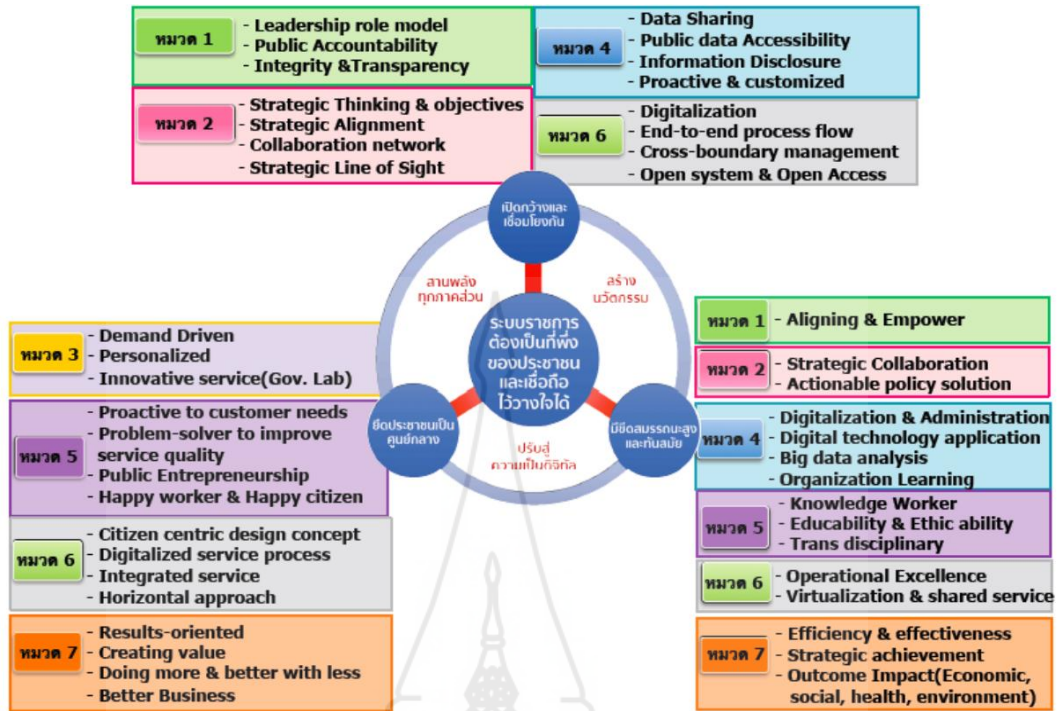 หมวด 1
- Leadership role model
- Public Accountability
- Integrity &Transparency
หมวด 2
- Strategic Thinking & objectives
- Strategic Alignment
- Collaboration network
- Strategic Line of Sight
หมวด 4
- Data Sharing
- Public data Accessibility
- Information Disclosure
- Proactive & customized
หมวด 6
- Digitalization
- End-to-end process flow
- Cross-boundary management
- Open system & Open Access
เปิดกว้างและ
เชื่อมโยงกัน
สานพลัง
ทุกภาคส่วน
สร้าง
นวัตกรรม
ระบบราชการ
ต้องเป็นที่พึ่ง
ของประชาชน
และเชื่อถือ
ไว้วางใจได้
ยึดประชาชนเป็น
ศูนย์กลาง
มีขีดสมรรถนะสูง
และทันสมัย
ปรับสู่
ความเป็นดิจิทัล
หมวด 3
- Demand Driven
- Personalized
- Innovative service(Gov. Lab)
หมวด 5
- Proactive to customer needs
- Problem-solver to improve
service quality
- Public Entrepreneurship
- Happy worker & Happy citizen
หมวด 6
- Citizen centric design concept
- Digitalized service process
- Integrated service
- Horizontal approach
หมวด 7
- Results-oriented
- Creating value
- Doing more & better with less
- Better Business
หมวด 1
- Aligning & Empower
หมวด 2
- Strategic Collaboration
- Actionable policy solution
หมวด 4
- Digitalization & Administration
- Digital technology application
- Big data analysis
- Organization Learning
หมวด 5
- Knowledge Worker
- Educability & Ethic ability
- Trans disciplinary
หมวด 6
- Operational Excellence
- Virtualization & shared service
หมวด 7
- Efficiency & effectiveness
- Strategic achievement
- Outcome Impact(Economic,
social, health, environment)